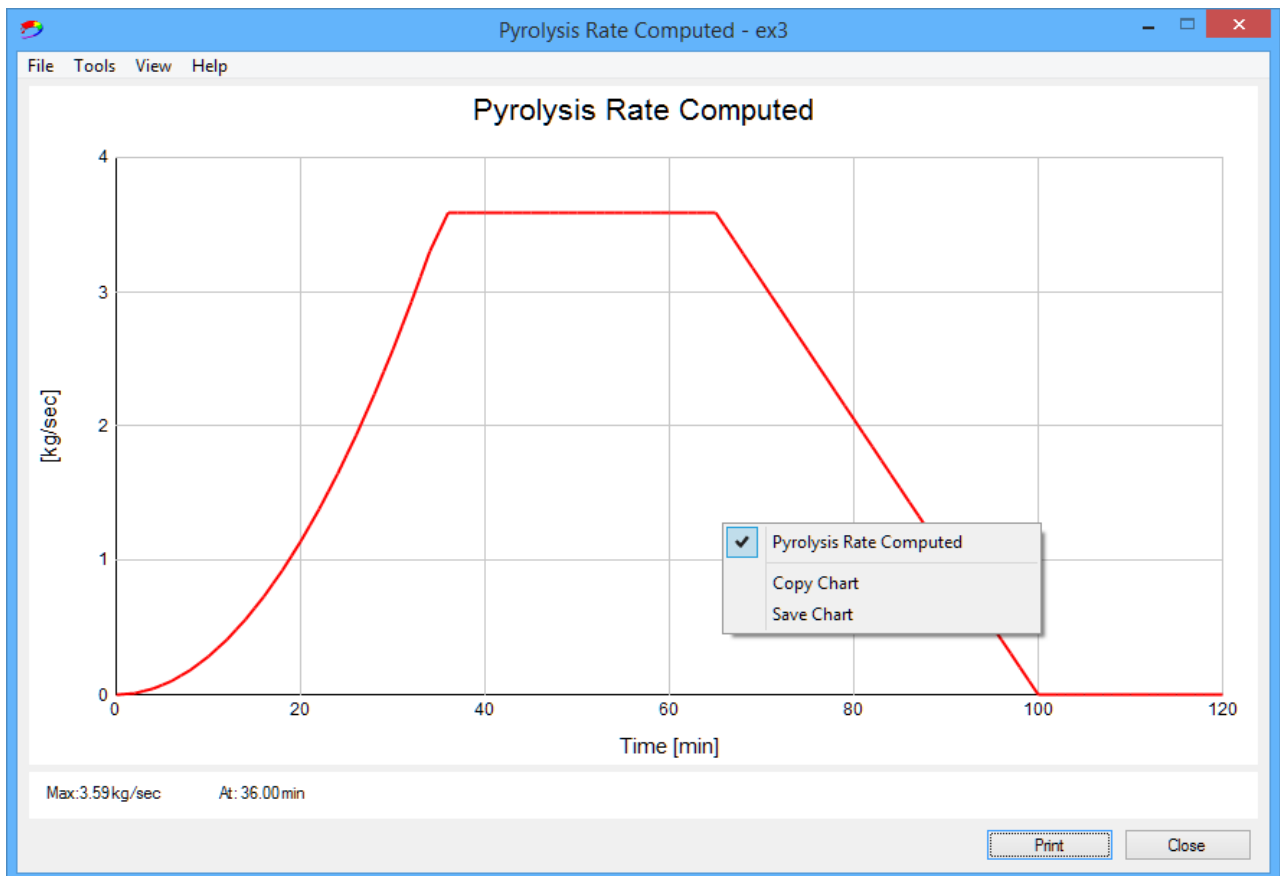 Pyrolysis Rate Computed - ex3
File Tools View Help
Pyrolysis Rate Computed
4
3
2
1
0
[kg/sec]
0 20 40 60 80 100 120
Time [min]
Pyrolysis Rate Computed
Copy Chart
Save Chart
Max:3.59kg/sec At: 36.00min
Print Close